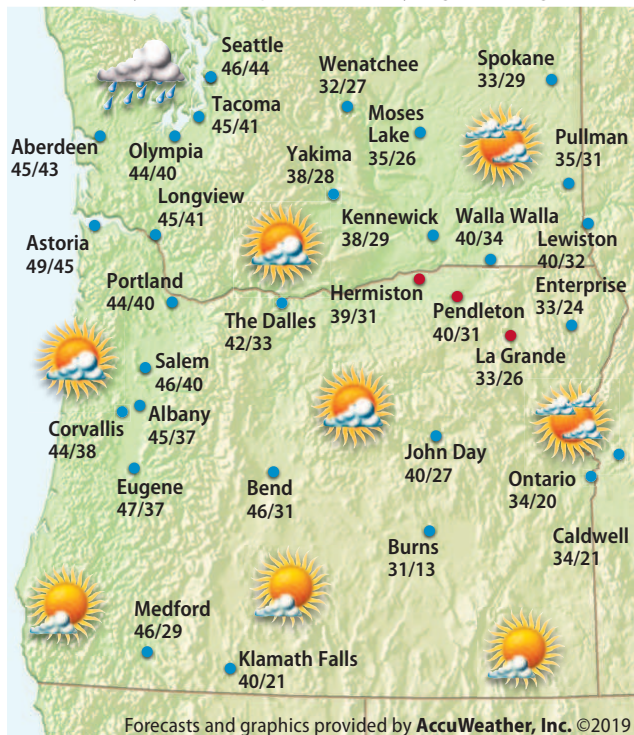 Seattle
46/44
Wenatchee
32/27
Spokane
33/29
Tacoma
45/41
Moses
Lake
35/26
Aberdeen
45/43
Olympia
44/40
Yakima
38/28
Pullman
35/31
Longview
45/41
Kennewick
38/29
Walla Walla
40/34
Lewiston
40/32
Astoria
49/45
Portland
44/40
The Dalles
42/33
Hermiston
39/31
Pendleton
40/31
Enterprise
33/24
La Grande
33/26
Salem
46/40
Albany
45/37
Corvallis
44/38
Eugene
47/37
Bend
46/31
John Day
40/27
Ontario
34/20
Caldwell
34/21
Burns
31/13
Medford
46/29
Klamath Falls
40/21
Forecasts and graphics provided by AccuWeather, Inc. ©2019